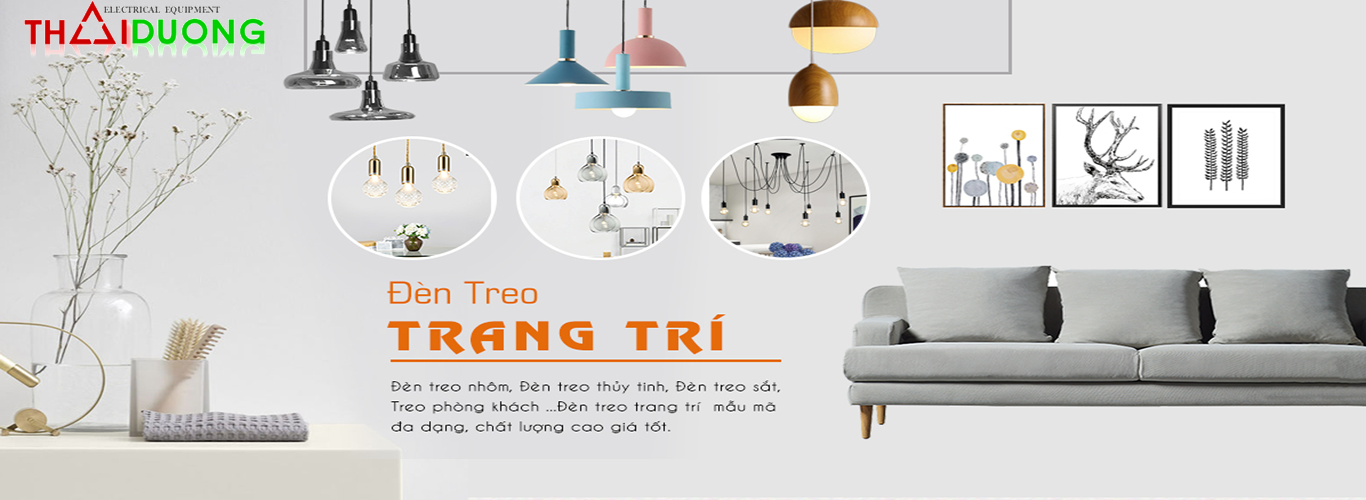 ELECTRICAL EQUIPMENT
THAIDUONG
Đèn Treo
TRANG TRÍ
Đèn treo nhôm, Đèn treo thủy tinh, Đèn treo sắt,
Treo phòng khách ...Đèn treo trang trí mẫu mã
đa dạng, chất lượng cao giá tốt.